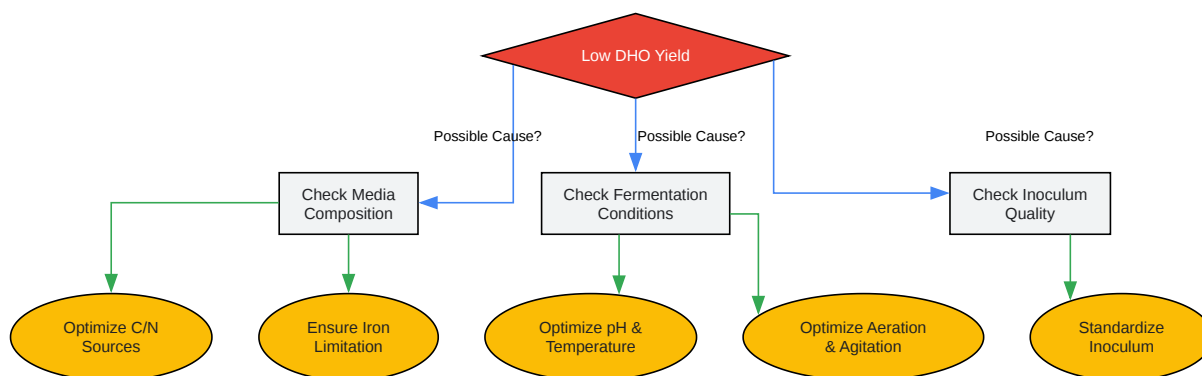 Low DHO Yield
Possible Cause?
Possible Cause?
Possible Cause?
Check Media
Composition
Check Fermentation
Conditions
Check Inoculum
Quality
Optimize C/N
Sources
Ensure Iron
Limitation
Optimize pH &
Temperature
Optimize Aeration
& Agitation
Standardize
Inoculum